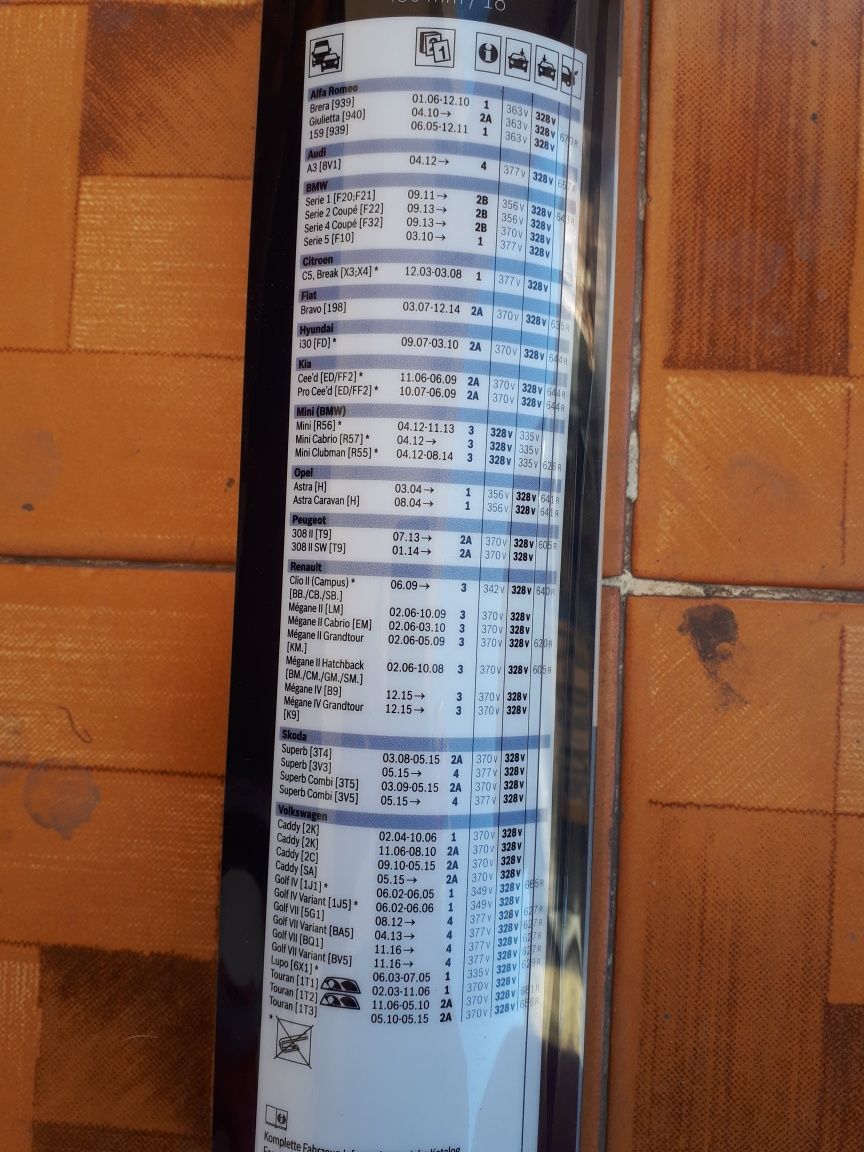 Alfa Romeo
Brera [939] 01.06-12.10 1 363V 328V
Giulietta [940] 04.10→ 2A 363V 328V 670R
159 [939] 06.05-12.11 1 363V 328V
Audi
A3 [8V1] 04.12→ 4 377V 328V
BMW
Serie 1 [F20;F21] 09.11→ 2B 356V 328V
Serie 2 Coupé [F22] 09.13→ 2B 356V 328V
Serie 4 Coupé [F32] 09.13→ 2B 370V 328V
Serie 5 [F10] 03.10→ 1 377V 328V
Citroen
C5, Break [X3;X4] * 12.03-03.08 1 377V 328V
Fiat
Bravo [198] 03.07-12.14 2A 370V 328V 635R
Hyundai
i30 [FD] * 09.07-03.10 2A 370V 328V 644R
Kia
Cee'd [ED/FF2] * 11.06-06.09 2A 370V 328V 644R
Pro Cee'd [ED/FF2] * 10.07-06.09 2A 370V 328V 644R
Mini (BMW)
Mini [R56] * 04.12-11.13 3 328V 335V
Mini Cabrio [R57] * 04.12→ 3 328V 335V
Mini Clubman [R55] * 04.12-08.14 3 328V 335V
Opel
Astra [H] 03.04→ 1 356V 328V 641R
Astra Caravan [H] 08.04→ 1 356V 328V 641R
Peugeot
308 II [T9] 07.13→ 2A 370V 328V 605R
308 II SW [T9] 01.14→ 2A 370V 328V
Renault
Clio II (Campus) * 06.09→ 3 342V 328V 640R
[BB./CB./SB.]
Mégane II [LM] 02.06-10.09 3 370V 328V
Mégane II Cabrio [EM] 02.06-03.10 3 370V 328V
Mégane II Grandtour 02.06-05.09 3 370V 328V
[KM.]
Mégane II Hatchback 02.06-10.08 3 370V 328V 605R
[BM./CM./GM./SM.]
Mégane IV [B9] 12.15→ 3 370V 328V
Mégane IV Grandtour 12.15→ 3 370V 328V
[K9]
Skoda
Superb [3T4] 03.08-05.15 2A 370V 328V
Superb [3V3] 05.15→ 4 377V 328V
Superb Combi [3T5] 03.09-05.15 2A 370V 328V
Superb Combi [3V5] 05.15→ 4 377V 328V
Volkswagen
Caddy [2K] 02.04-10.06 1 370V 328V
Caddy [2K] 11.06-08.10 2A 370V 328V
Caddy [2C] 09.10-05.15 2A 370V 328V
Caddy [SA] 05.15→ 2A 370V 328V
Golf IV [1J1] * 06.02-06.05 1 349V 328V
Golf IV Variant [1J5] * 06.02-06.06 1 349V 328V
Golf VII [5G1] 08.12→ 4 377V 328V 627R
Golf VII Variant [BA5] 04.13→ 4 377V 328V 627R
Golf VII [BQ1] 11.16→ 4 377V 328V 627R
Golf VII Variant [BV5] 11.16→ 4 377V 328V 627R
Lupo [6X1] * 06.03-07.05 1 335V 328V
Touran [1T1] 02.03-11.06 1 370V 328V
Touran [1T2] 11.06-05.10 2A 370V 328V
Touran [1T3] 05.10-05.15 2A 370V 328V
*